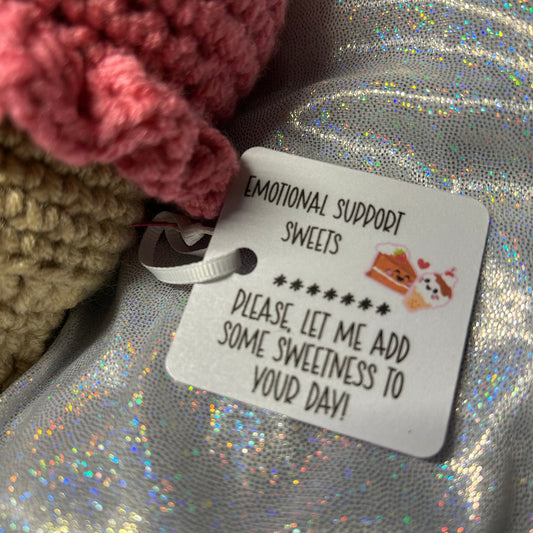 EMOTIONAL SUPPORT
SWEETS
*******
PLEASE, LET ME ADD
SOME SWEETNESS TO
YOUR DAY!